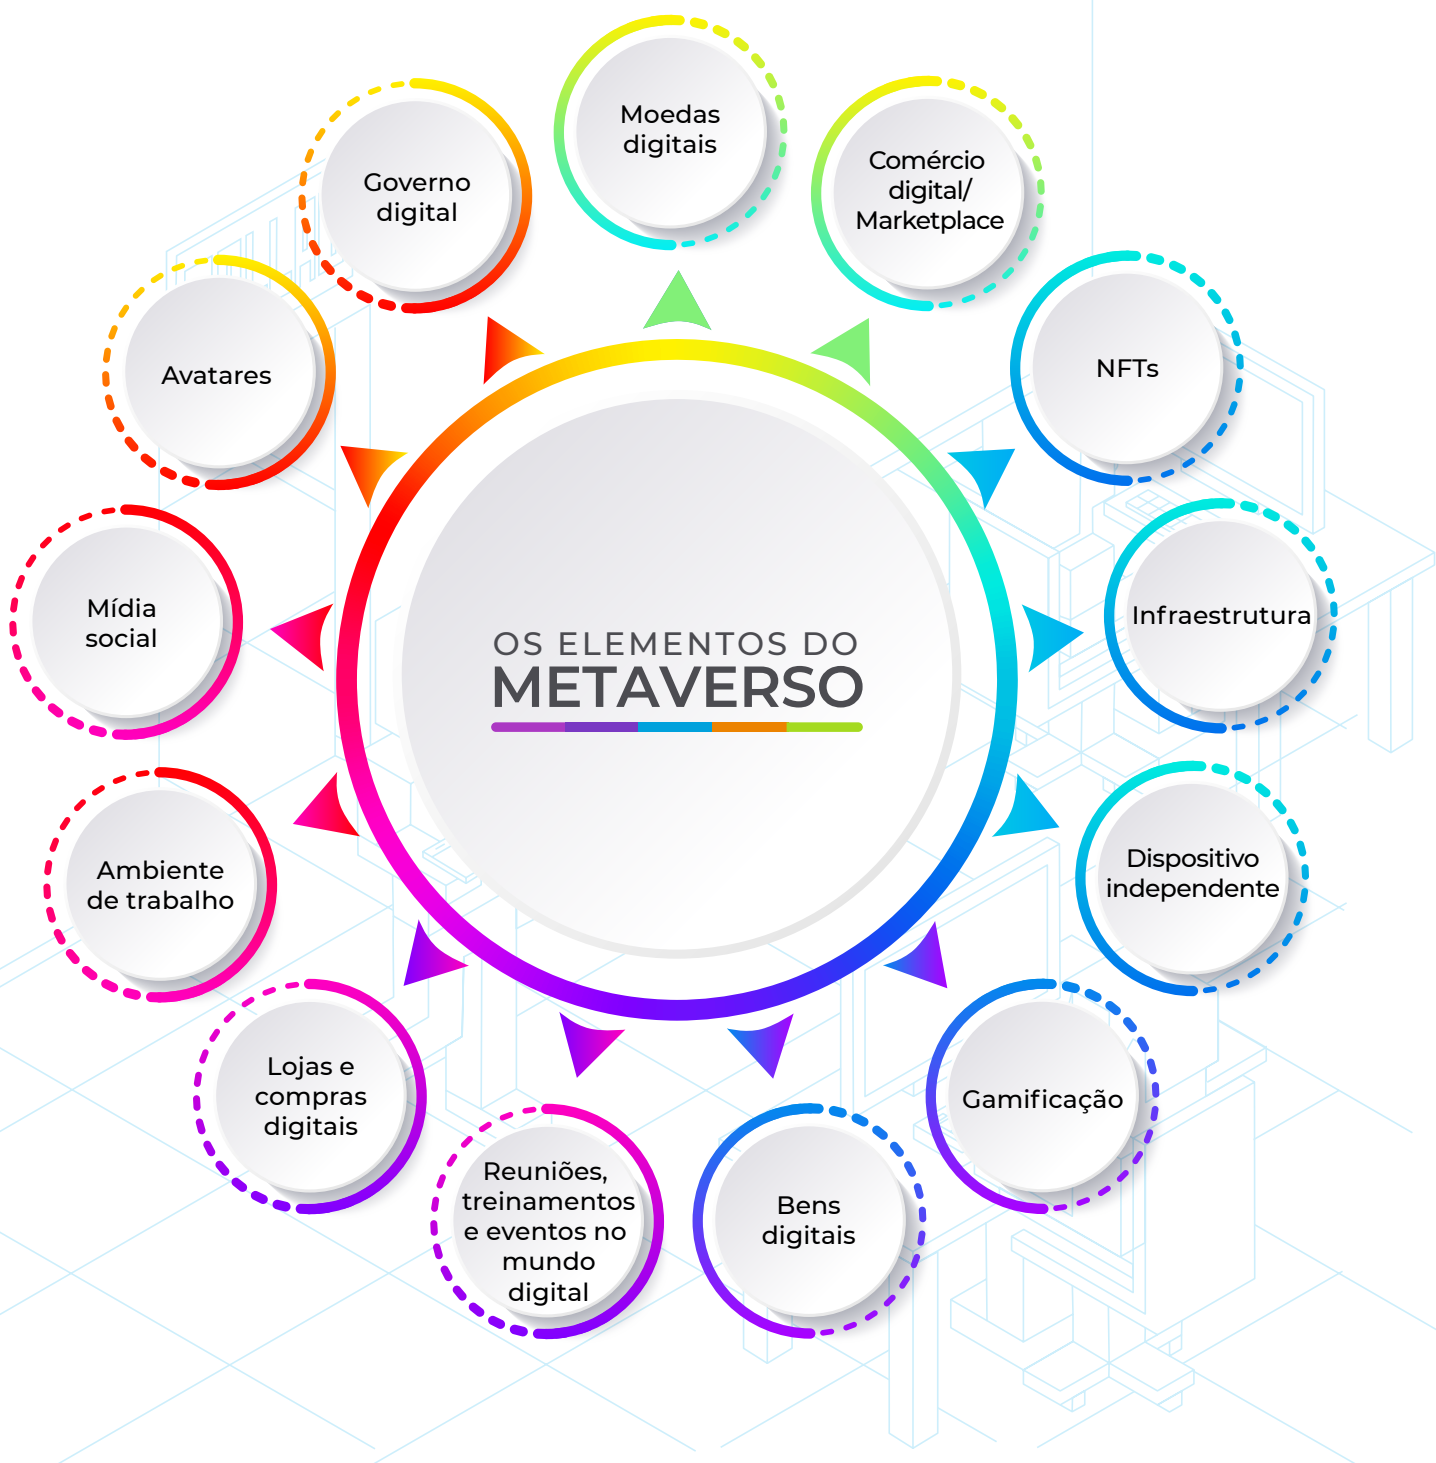 OS ELEMENTOS DO
METAVERSO
Moedas
digitais
Comércio
digital/
Marketplace
NFTs
Infraestrutura
Dispositivo
independente
Gamificação
Bens
digitais
Reuniões,
treinamentos
e eventos no
mundo
digital
Lojas e
compras
digitais
Ambiente
de trabalho
Mídia
social
Avatares
Governo
digital